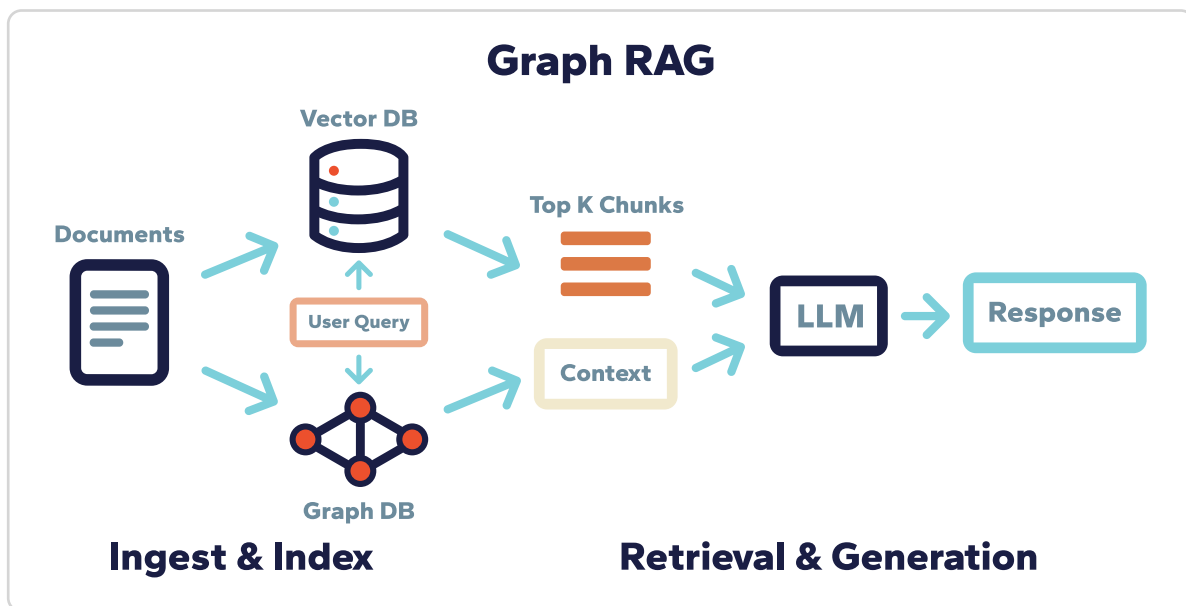 Graph RAG
Vector DB
Documents
Top K Chunks
User Query
LLM
Response
Context
Graph DB
Ingest & Index
Retrieval & Generation